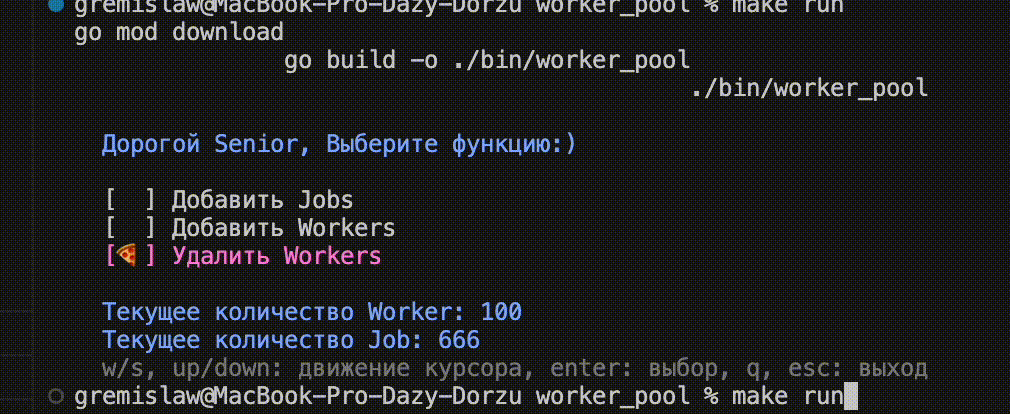 gremislaw@MacBook-Pro-Dazy-Dorzu worker_pool % make run
go mod download
go build -o ./bin/worker_pool
./bin/worker_pool
Дорогой Senior, Выберите функцию:)
[ ] Добавить Jobs
[ ] Добавить Workers
[🍕] Удалить Workers
Текущее количество Worker: 100
Текущее количество Job: 666
w/s, up/down: движение курсора, enter: выбор, q, esc: выход
gremislaw@MacBook-Pro-Dazy-Dorzu worker_pool % make run